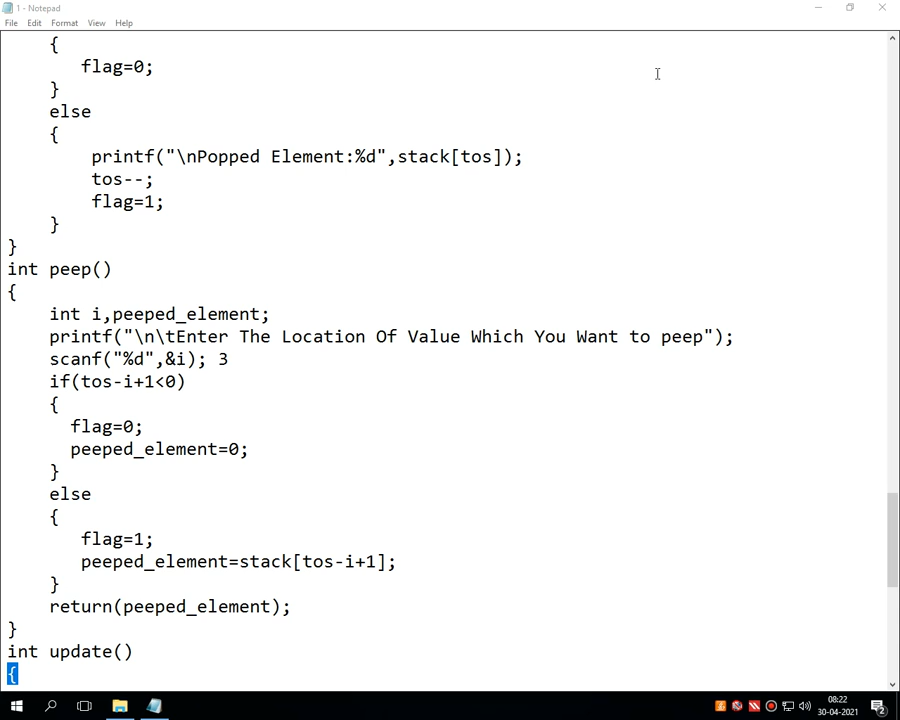 1 - Notepad
File Edit Format View Help
{
flag=0;
}
else
{
printf("\nPopped Element:%d",stack[tos]);
tos--;
flag=1;
}
}
int peep()
{
int i,peeped_element;
printf("\n\tEnter The Location Of Value Which You Want to peep");
scanf("%d",&i); 3
if(tos-i+1<0)
{
flag=0;
peeped_element=0;
}
else
{
flag=1;
peeped_element=stack[tos-i+1];
}
return(peeped_element);
}
int update()
{
08:22
30-04-2021
2